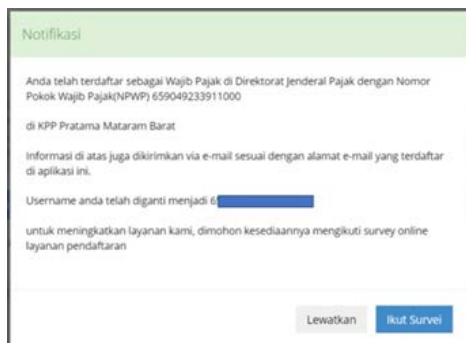 Notifikasi
Anda telah terdaftar sebagai Wajib Pajak di Direktorat Jenderal Pajak dengan Nomor
Pokok Wajib Pajak(NPWP) 659049233911000
di KPP Pratama Mataram Barat
Informasi di atas juga dikirimkan via e-mail sesuai dengan alamat e-mail yang terdaftar
di aplikasi ini.
Username anda telah diganti menjadi 6
untuk meningkatkan layanan kami, dimohon kesediaannya mengikuti survey online
layanan pendaftaran
Lewatkan
Ikut Survei